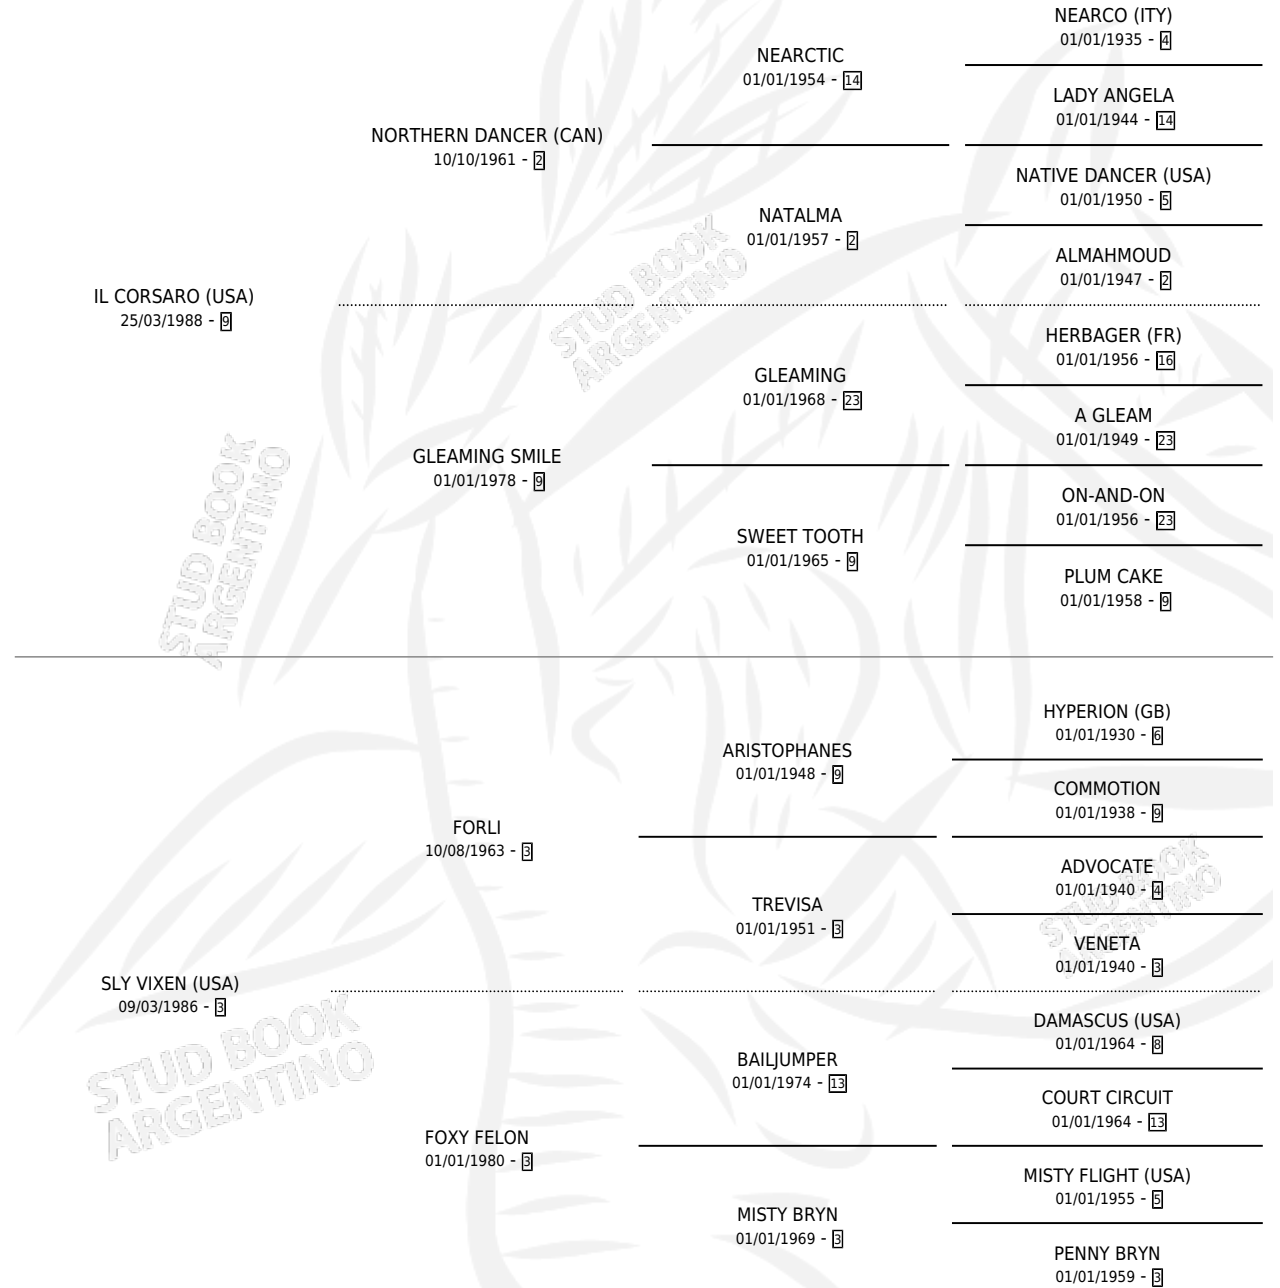 NEARCO (ITY)
01/01/1935 - 4
NEARCTIC
01/01/1954 - 14
LADY ANGELA
01/01/1944 - 14
NORTHERN DANCER (CAN)
10/10/1961 - 2
NATIVE DANCER (USA)
01/01/1950 - 5
NATALMA
01/01/1957 - 2
ALMAHMOUD
01/01/1947 - 2
IL CORSARO (USA)
25/03/1988 - 9
HERBAGER (FR)
01/01/1956 - 16
GLEAMING
01/01/1968 - 23
A GLEAM
01/01/1949 - 23
GLEAMING SMILE
01/01/1978 - 9
ON-AND-ON
01/01/1956 - 23
SWEET TOOTH
01/01/1965 - 9
PLUM CAKE
01/01/1958 - 9
HYPERION (GB)
01/01/1930 - 6
ARISTOPHANES
01/01/1948 - 9
COMMOTION
01/01/1938 - 9
FORLI
10/08/1963 - 3
ADVOCATE
01/01/1940 - 4
TREVISA
01/01/1951 - 3
VENETA
01/01/1940 - 3
SLY VIXEN (USA)
09/03/1986 - 3
DAMASCUS (USA)
01/01/1964 - 8
BAILJUMPER
01/01/1974 - 13
COURT CIRCUIT
01/01/1964 - 13
FOXY FELON
01/01/1980 - 3
MISTY FLIGHT (USA)
01/01/1955 - 5
MISTY BRYN
01/01/1969 - 3
PENNY BRYN
01/01/1959 - 3
STUD BOOK
ARGENTINO
STUD BOOK
ARGENTINO
STUD BOOK
ARGENTINO
STUD BOOK
ARGENTINO